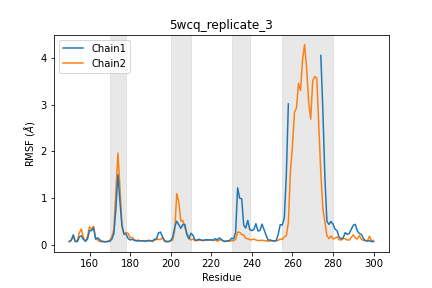 5wcq_replicate_3
Chain1
Chain2
RMSF (Å)
4
3
2
1
0
160 180 200 220 240 260 280 300
Residue